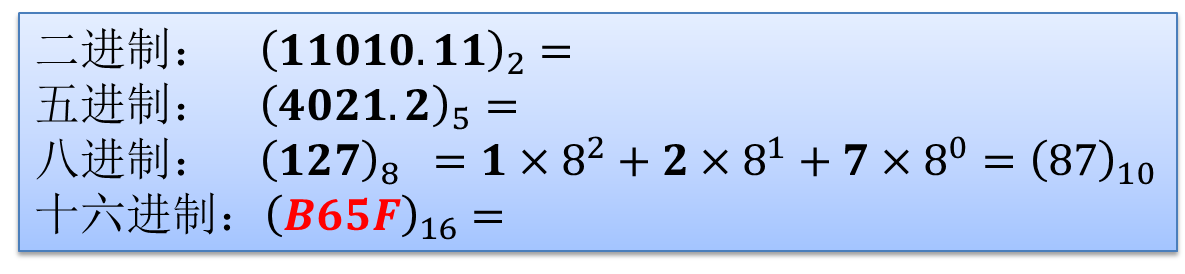 二进制： (11010.11)₂ =
五进制： (4021.2)₅ =
八进制： (127)₈ = 1 × 8² + 2 × 8¹ + 7 × 8⁰ = (87)₁₀
十六进制：(B65F)₁₆ =